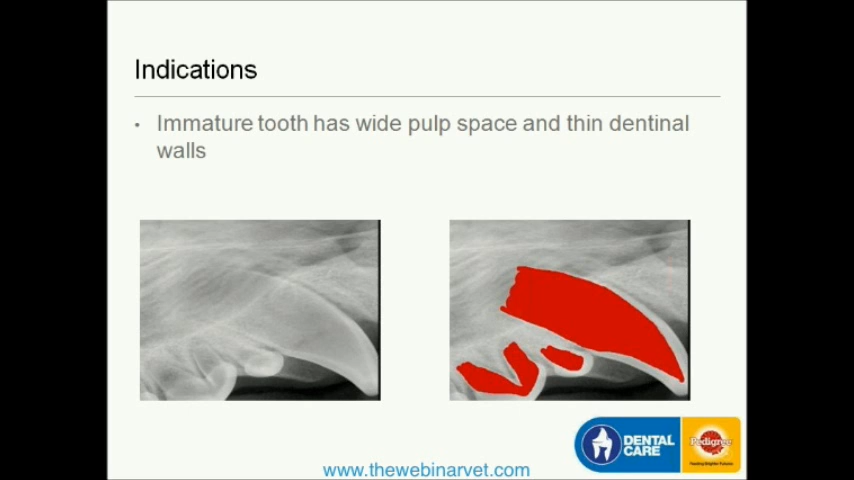 Indications
• Immature tooth has wide pulp space and thin dentinal
walls
DENTAL
CARE
Pedigree
www.thewebinarvet.com